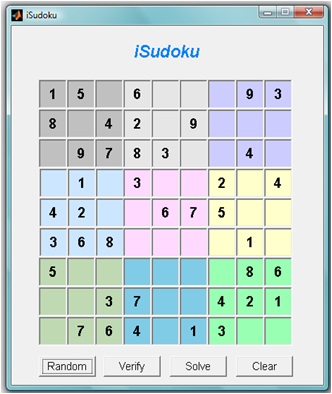 iSudoku
iSudoku
1 5 6 9 3
8 4 2 9
9 7 8 3 4
1 3 2 4
4 2 6 7 5
3 6 8 1
5 8 6
3 7 4 2 1
7 6 4 1 3
Random Verify Solve Clear